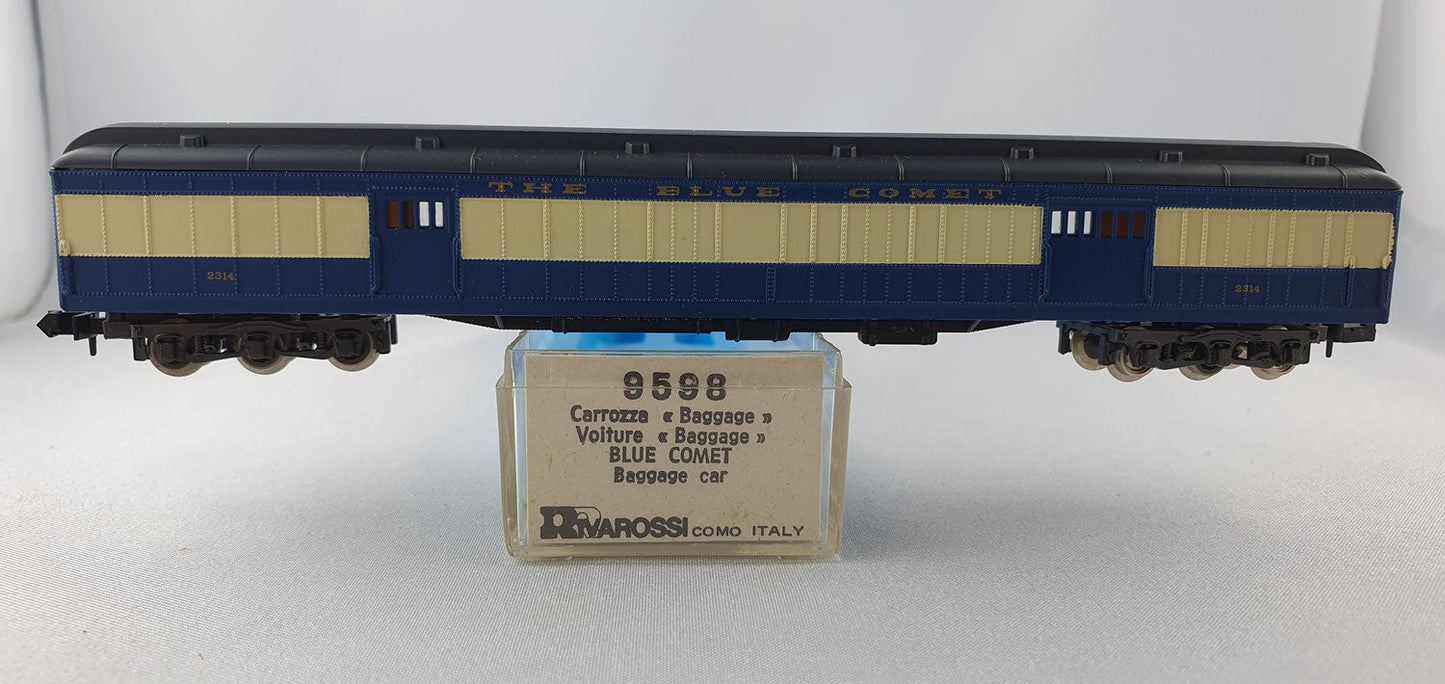 THE BLUE COMET
2314
2314
9598
Carrozza « Baggage »
Voiture « Baggage »
BLUE COMET
Baggage car
RIVAROSSI COMO ITALY